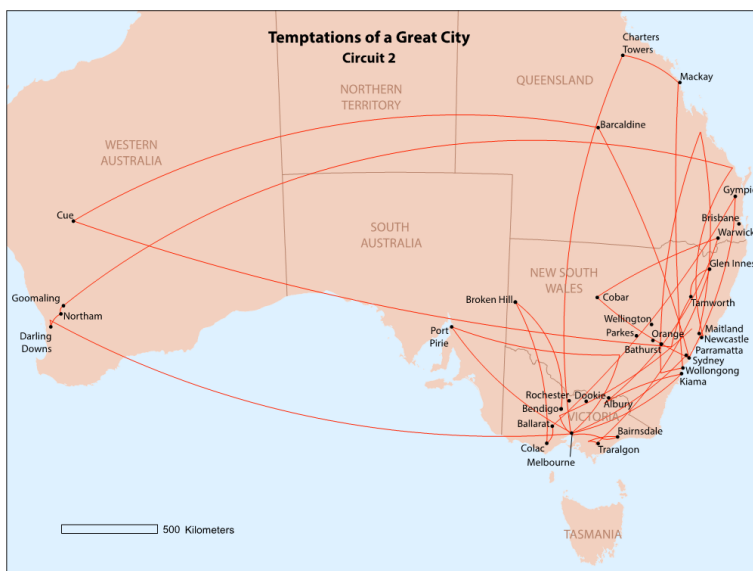 Temptations of a Great City
Circuit 2
Charters
Towers
Mackay
QUEENSLAND
NORTHERN
TERRITORY
Barcaldine
WESTERN
AUSTRALIA
Gympie
Cue
Brisbane
SOUTH
AUSTRALIA
Warwick
Glen Innes
NEW SOUTH
WALES
Goomaling
Broken Hill
Cobar
Tamworth
Northam
Wellington
Port
Pirie
Parkes
Orange
Maitland
Newcastle
Darling
Downs
Bathurst
Parramatta
Sydney
Wollongong
Kiama
Rochester
Dookie
Albury
Bendigo
VICTORIA
Ballarat
Bairnsdale
Colac
Traralgon
Melbourne
500 Kilometers
TASMANIA